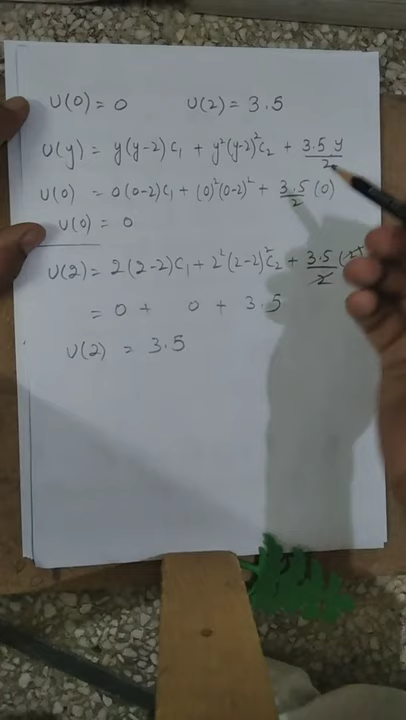 U(0) = 0 U(2) = 3.5
U(y) = y(y-2)C₁ + y²(y-2)²C₂ + 3.5 y/2
U(0) = 0(0-2)C₁ + (0)²(0-2)² + 3.5/2 (0)
U(0) = 0
U(2) = 2(2-2)C₁ + 2²(2-2)²C₂ + 3.5/2 (2)
= 0 + 0 + 3.5
U(2) = 3.5